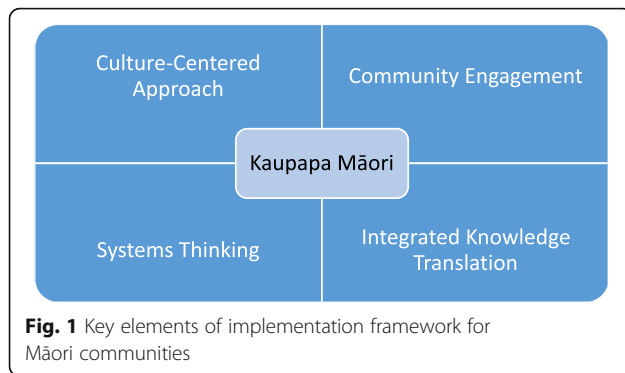 Culture-Centered
Approach
Community Engagement
Kaupapa Māori
Systems Thinking
Integrated Knowledge
Translation
Fig. 1 Key elements of implementation framework for
Māori communities